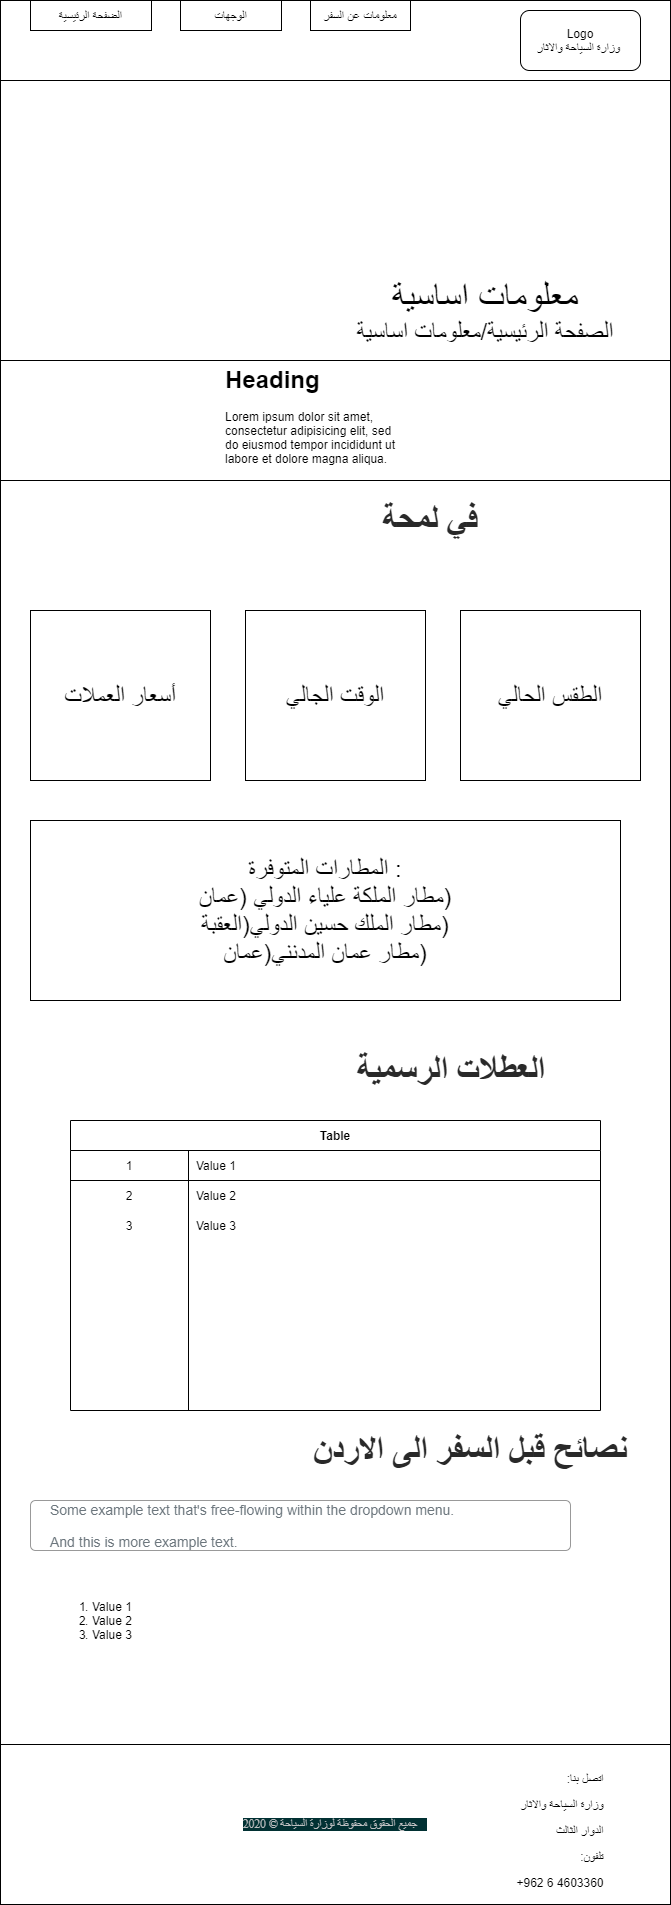 الضفحة الرئيسية
الوجهات
معلومات عن السفر
Logo
وزارة السياحة والاثار
معلومات اساسية
الصفحة الرئيسية/معلومات اساسية
Heading
Lorem ipsum dolor sit amet,
consectetur adipisicing elit, sed
do eiusmod tempor incididunt ut
labore et dolore magna aliqua.
في لمحة
أسعار العملات
الوقت الجالي
الطقس الحالي
المطارات المتوفرة :
مطار الملكة علياء الدولي (عمان)
مطار الملك حسين الدولي(العقبة)
مطار عمان المدنني(عمان)
العطلات الرسمية
Table
1 Value 1
2 Value 2
3 Value 3
نصائح قبل السفر الى الاردن
Some example text that's free-flowing within the dropdown menu.
And this is more example text.
1. Value 1
2. Value 2
3. Value 3
اتصل بنا:
وزارة السياحة والاثار
الدوار الثالث
تلفون:
+962 6 4603360
جميع الحقوق محفوظة لوزارة السياحة © 2020